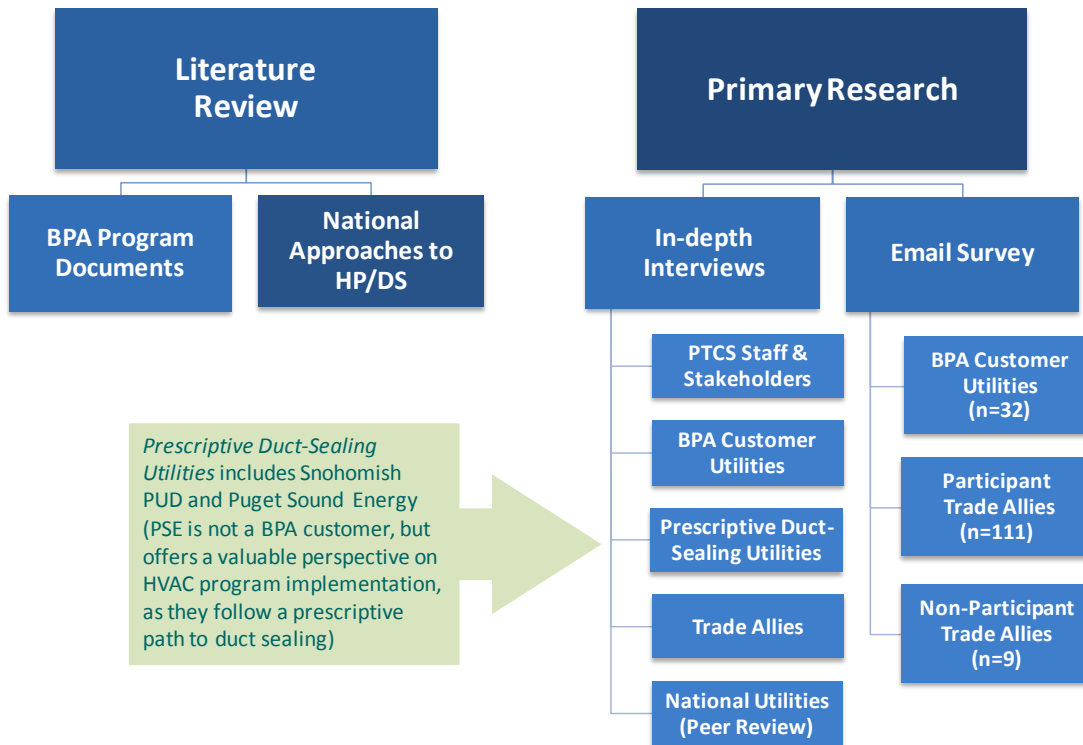 Literature
Review
BPA Program
Documents
National
Approaches to
HP/DS
Primary Research
In-depth
Interviews
PTCS Staff &
Stakeholders
BPA Customer
Utilities
Prescriptive Duct-
Sealing Utilities
Trade Allies
National Utilities
(Peer Review)
Email Survey
BPA Customer
Utilities
(n=32)
Participant
Trade Allies
(n=111)
Non-Participant
Trade Allies
(n=9)
Prescriptive Duct-Sealing
Utilities includes Snohomish
PUD and Puget Sound Energy
(PSE is not a BPA customer, but
offers a valuable perspective on
HVAC program implementation,
as they follow a prescriptive
path to duct sealing)